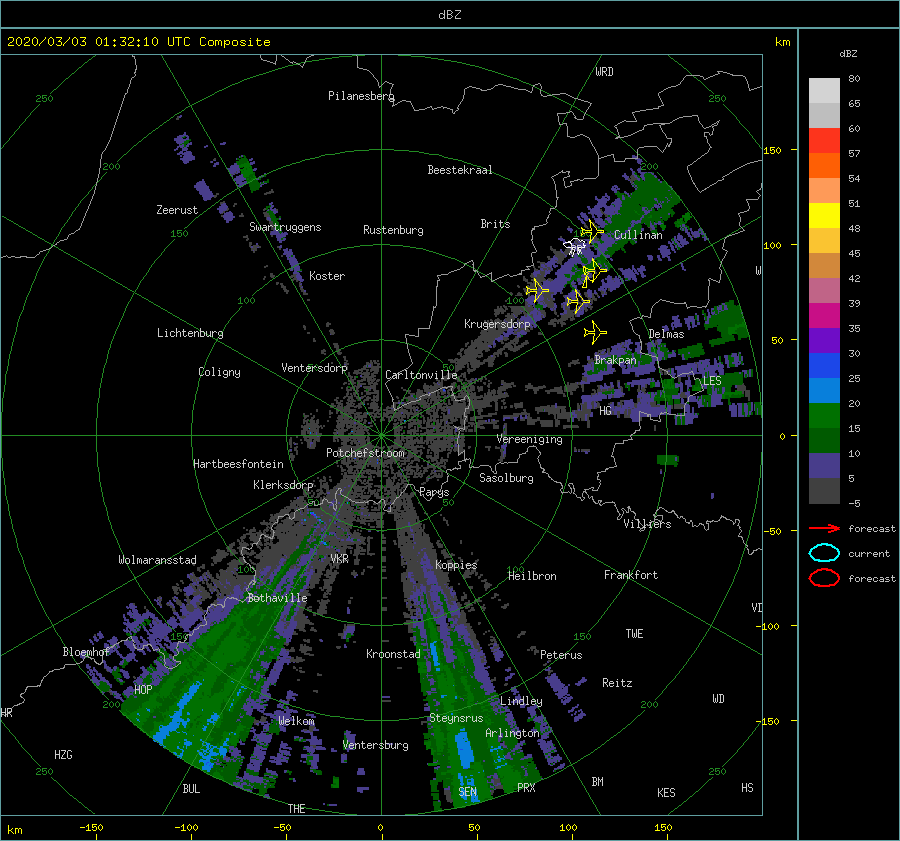 dBZ
2020/03/03 01:32:10 UTC Composite
km
dBZ
WRD
80
250
Pilanesberg
250
65
60
150
57
200
Beestekraal
200
54
Zeerust
51
Swartruggens
Brits
150
Rustenburg
Cullinan
48
100
45
Koster
W
42
100
100
39
Krugersdorp
Lichtenburg
Delmas
35
50
30
Brakpan
Coligny
Ventersdorp
Carltonville
LES
25
HG
20
15
Vereeniging
0
Potchefstroom
10
Hartbeesfontein
Sasolburg
5
Klerksdorp
Parys
50
50
-5
Villiers
-50
forecast
Wolmaransstad
VKR
Koppies
current
100
100
Heilbron
Frankfort
forecast
Bothaville
VI
-100
150
150
TWE
Bloemhof
Kroonstad
Peterus
HOP
Reitz
200
Lindley
200
WD
HR
Welkom
Steynsrus
-150
Arlington
HZG
Ventersburg
250
250
BUL
SEN
PRX
BM
KES
HS
THE
km
-150
-100
-50
0
50
100
150